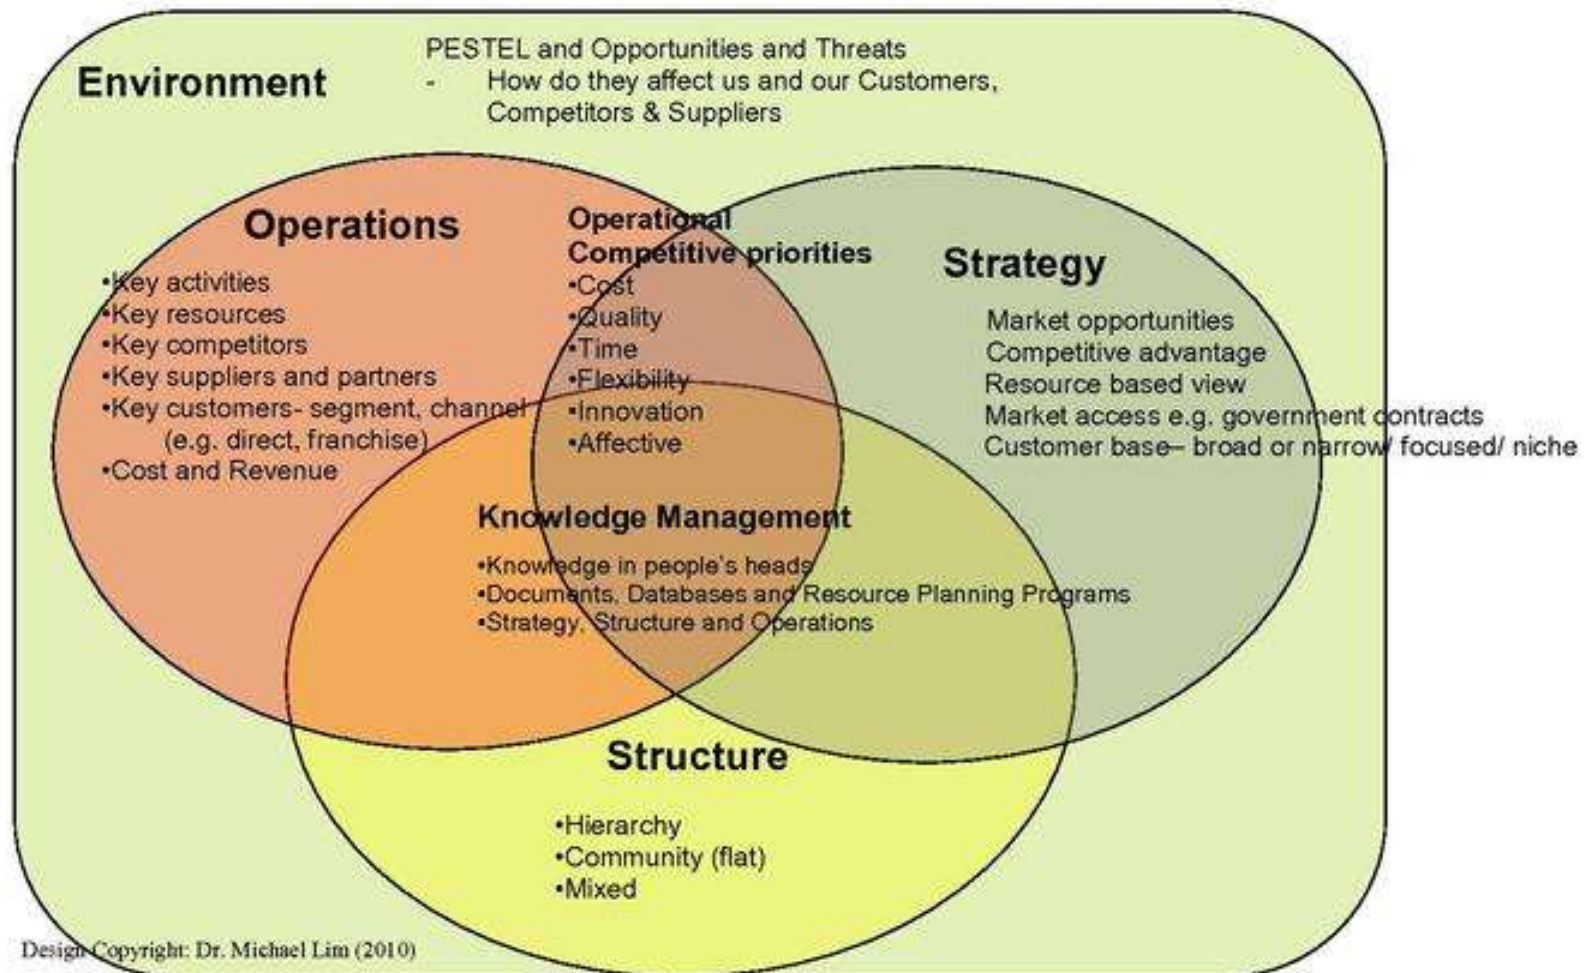 PESTEL and Opportunities and Threats
Environment
- How do they affect us and our Customers,
Competitors & Suppliers
Operations
•Key activities
•Key resources
•Key competitors
•Key suppliers and partners
•Key customers- segment, channel
(e.g. direct, franchise)
•Cost and Revenue
Operational
Competitive priorities
•Cost
•Quality
•Time
•Flexibility
•Innovation
•Affective
Strategy
Market opportunities
Competitive advantage
Resource based view
Market access e.g. government contracts
Customer base– broad or narrow/ focused/ niche
Knowledge Management
•Knowledge in people's heads
•Documents, Databases and Resource Planning Programs
•Strategy, Structure and Operations
Structure
•Hierarchy
•Community (flat)
•Mixed
Design Copyright: Dr. Michael Lim (2010)